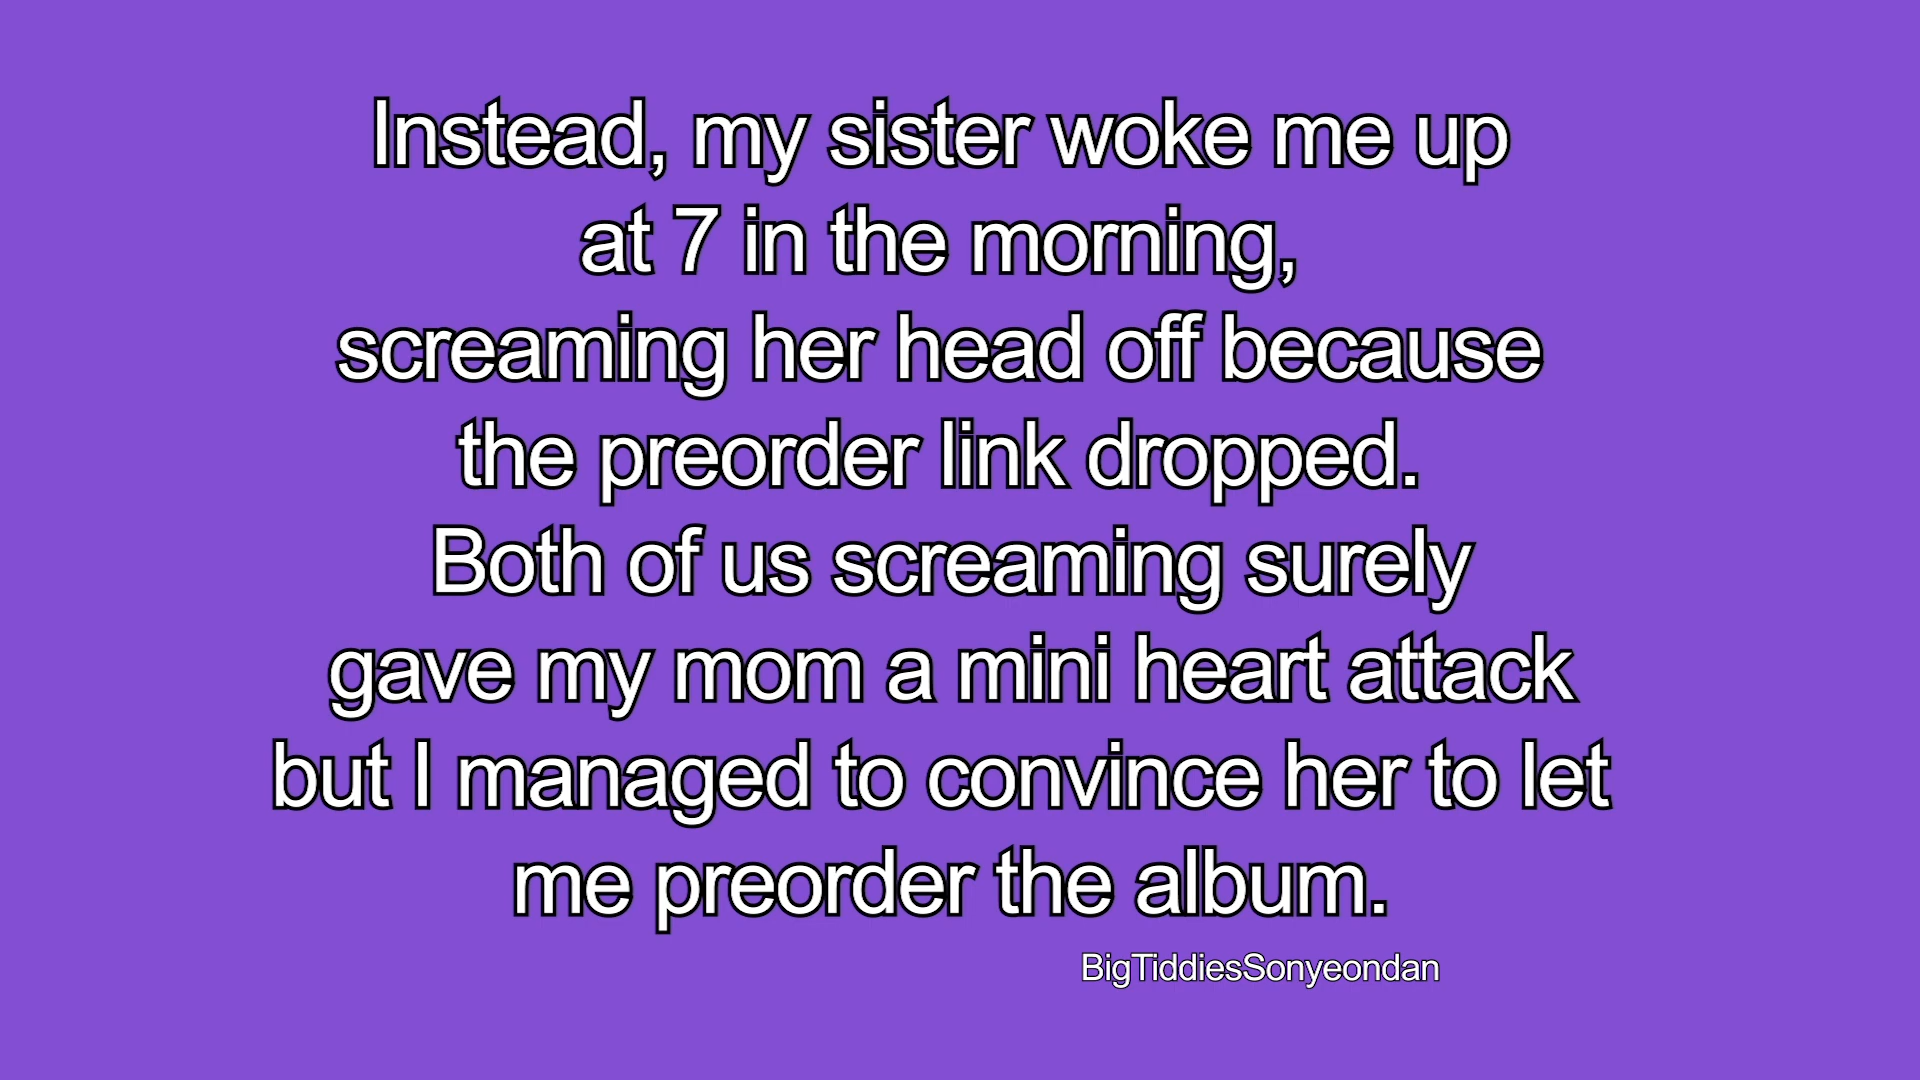 Instead, my sister woke me up
at 7 in the morning,
screaming her head off because
the preorder link dropped.
Both of us screaming surely
gave my mom a mini heart attack
but I managed to convince her to let
me preorder the album.
BigTiddiesSonyeondan